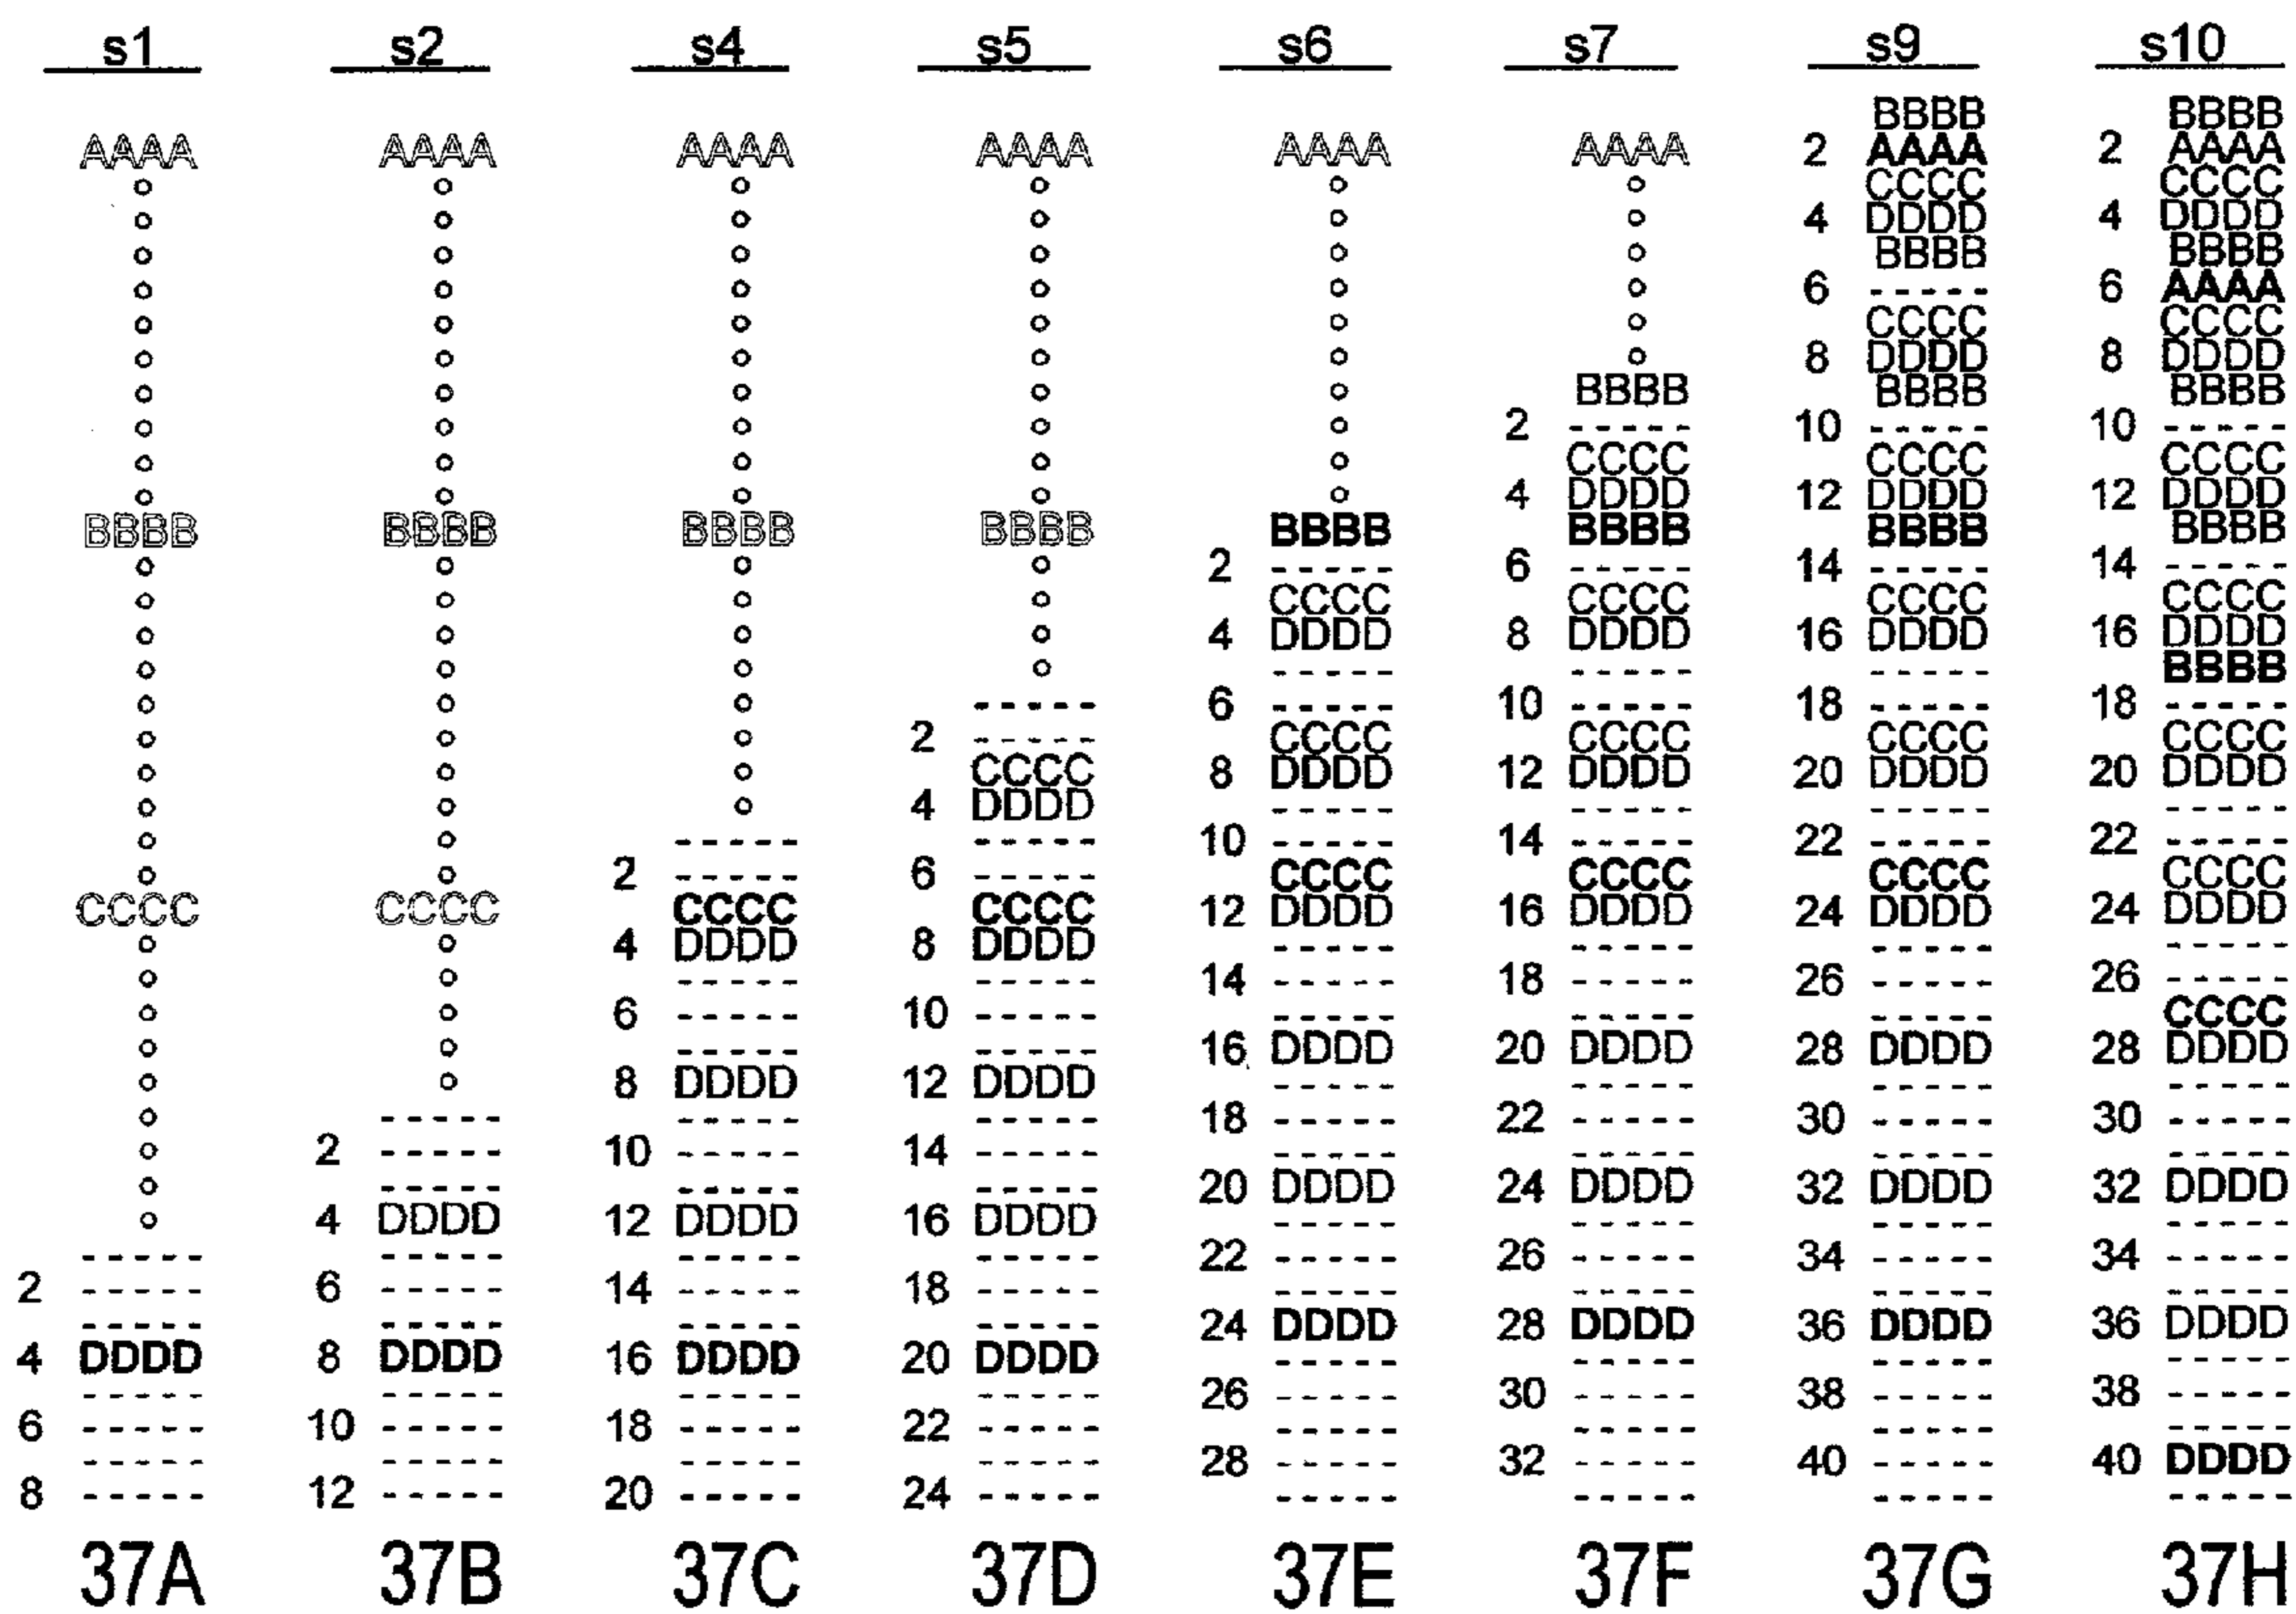 s1
AAAA
BBBB
CCCC
-----
2 -----
-----
4 DDDD
-----
6 -----
-----
8 -----
37A
s2
AAAA
BBBB
CCCC
-----
2 -----
-----
4 DDDD
-----
6 -----
-----
8 DDDD
-----
10 -----
-----
12 -----
37B
s4
AAAA
BBBB
-----
2 -----
CCCC
4 DDDD
-----
6 -----
-----
8 DDDD
-----
10 -----
-----
12 DDDD
-----
14 -----
-----
16 DDDD
-----
18 -----
-----
20 -----
37C
s5
AAAA
BBBB
-----
2 -----
CCCC
4 DDDD
-----
6 -----
CCCC
8 DDDD
-----
10 -----
-----
12 DDDD
-----
14 -----
-----
16 DDDD
-----
18 -----
-----
20 DDDD
-----
22 -----
-----
24 -----
37D
s6
AAAA
BBBB
2 -----
CCCC
4 DDDD
-----
6 -----
CCCC
8 DDDD
-----
10 -----
CCCC
12 DDDD
-----
14 -----
-----
16 DDDD
-----
18 -----
-----
20 DDDD
-----
22 -----
-----
24 DDDD
-----
26 -----
-----
28 -----
-----
37E
s7
AAAA
BBBB
2 -----
CCCC
4 DDDD
BBBB
6 -----
CCCC
8 DDDD
-----
10 -----
CCCC
12 DDDD
-----
14 -----
CCCC
16 DDDD
-----
18 -----
-----
20 DDDD
-----
22 -----
-----
24 DDDD
-----
26 -----
-----
28 DDDD
-----
30 -----
-----
32 -----
-----
37F
s9
BBBB
2 AAAA
CCCC
4 DDDD
BBBB
6 -----
CCCC
8 DDDD
BBBB
10 -----
CCCC
12 DDDD
BBBB
14 -----
CCCC
16 DDDD
-----
18 -----
CCCC
20 DDDD
-----
22 -----
CCCC
24 DDDD
-----
26 -----
-----
28 DDDD
-----
30 -----
-----
32 DDDD
-----
34 -----
-----
36 DDDD
-----
38 -----
-----
40 -----
-----
37G
s10
BBBB
2 AAAA
CCCC
4 DDDD
BBBB
6 AAAA
CCCC
8 DDDD
BBBB
10 -----
CCCC
12 DDDD
BBBB
14 -----
CCCC
16 DDDD
BBBB
18 -----
CCCC
20 DDDD
-----
22 -----
CCCC
24 DDDD
-----
26 -----
CCCC
28 DDDD
-----
30 -----
-----
32 DDDD
-----
34 -----
-----
36 DDDD
-----
38 -----
-----
40 DDDD
-----
37H